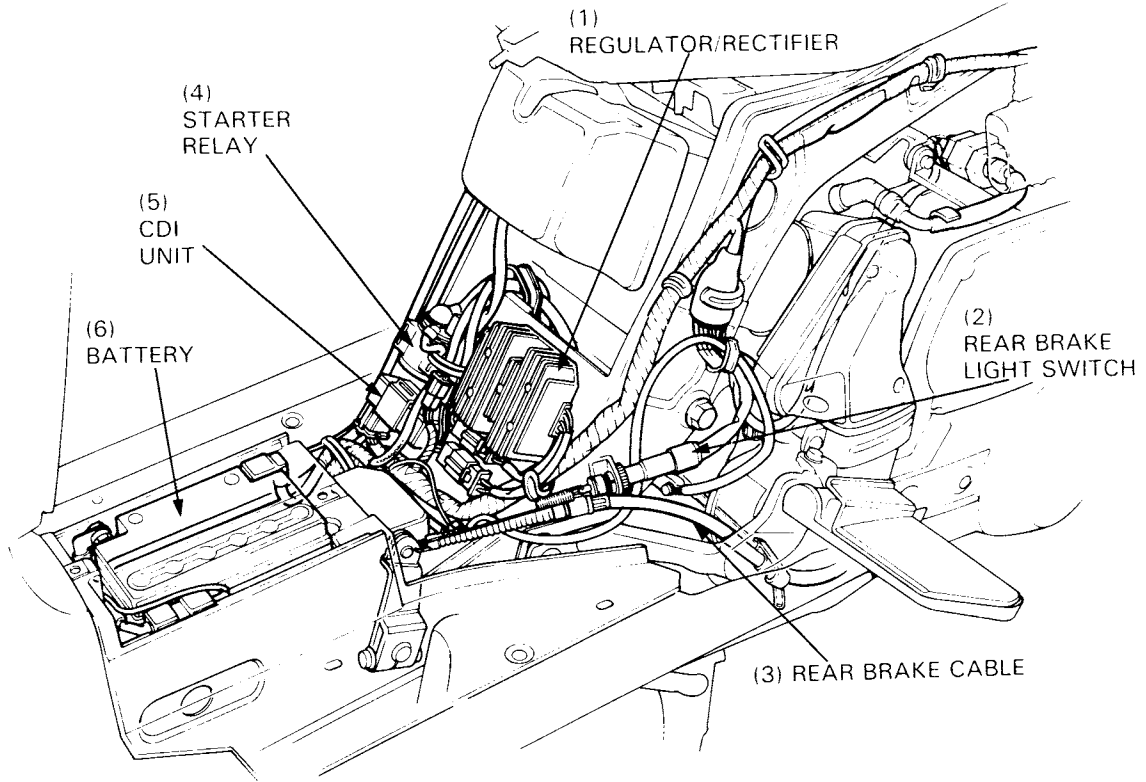 (1)
REGULATOR/RECTIFIER
(4)
STARTER
RELAY
(5)
CDI
UNIT
(6)
BATTERY
(2)
REAR BRAKE
LIGHT SWITCH
(3) REAR BRAKE CABLE